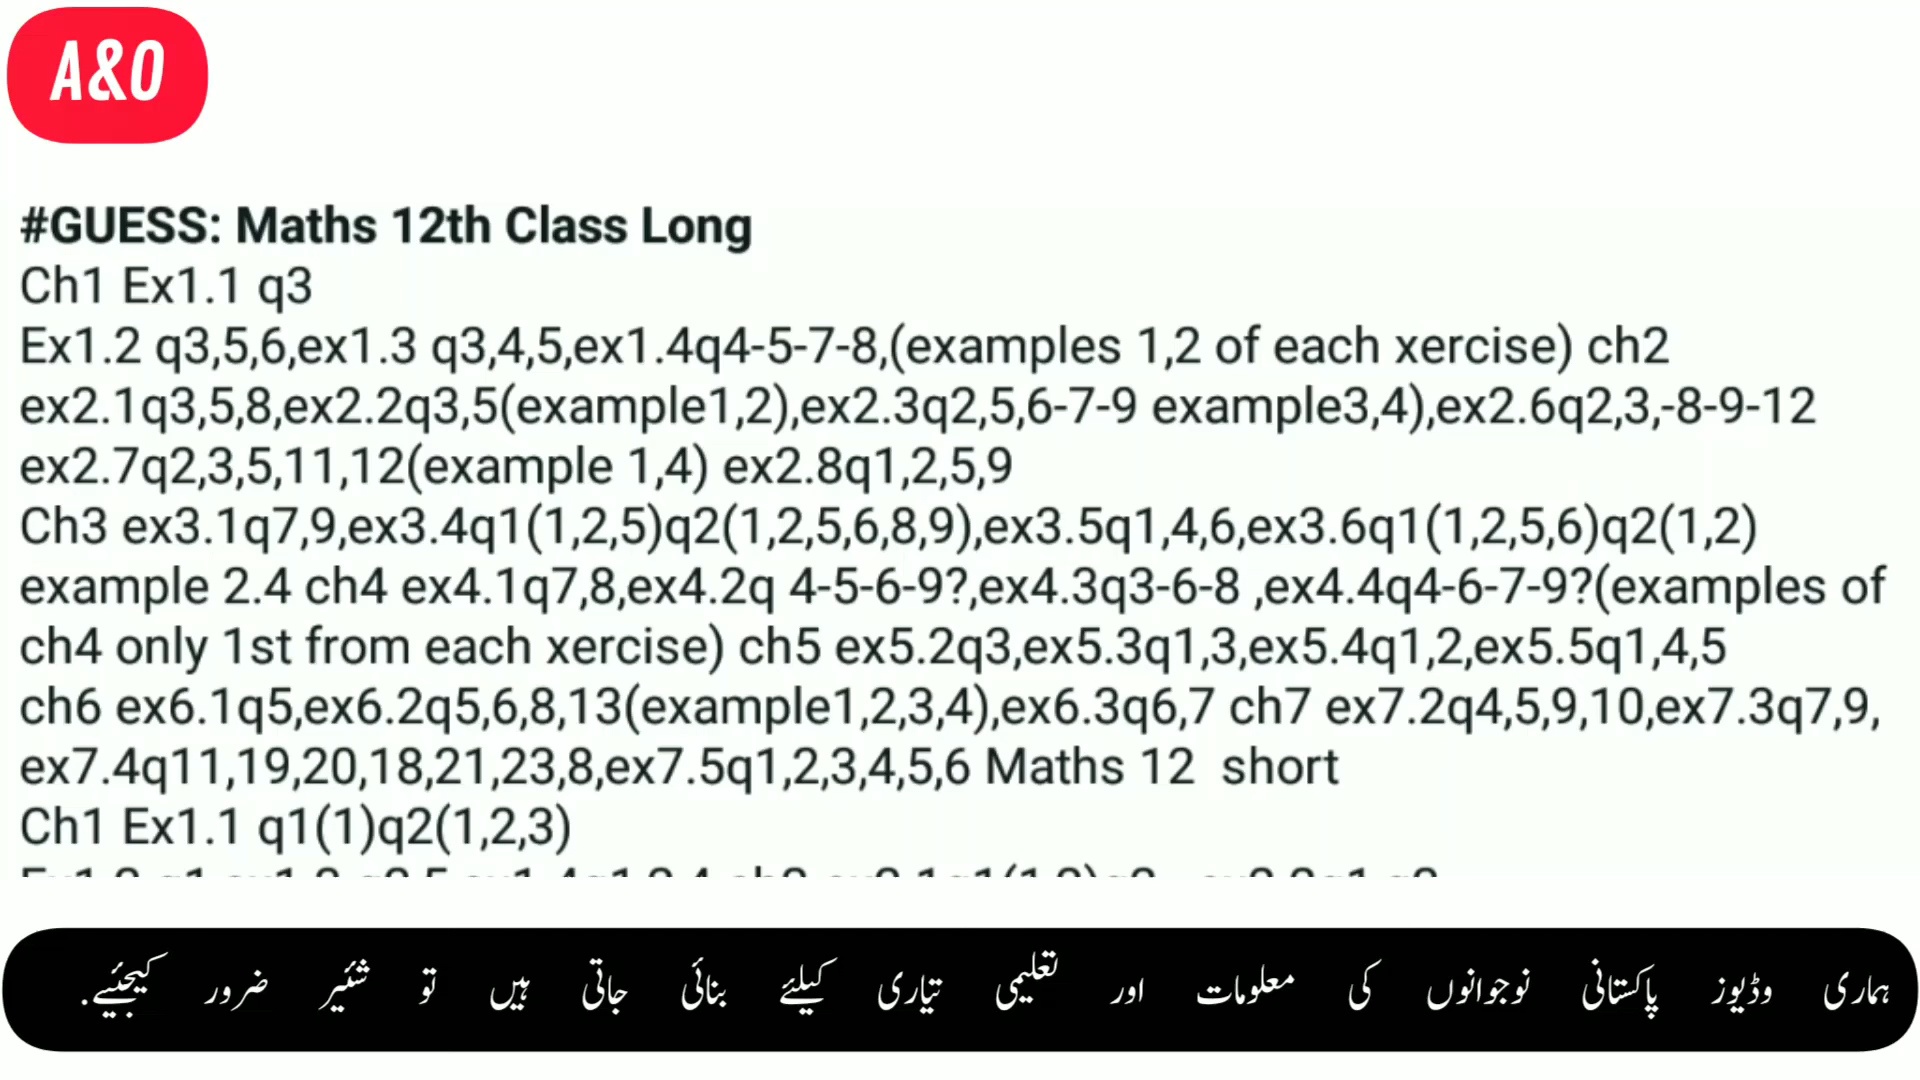 A&O
#GUESS: Maths 12th Class Long
Ch1 Ex1.1 q3
Ex1.2 q3,5,6,ex1.3 q3,4,5,ex1.4q4-5-7-8,(examples 1,2 of each xercise) ch2
ex2.1q3,5,8,ex2.2q3,5(example1,2),ex2.3q2,5,6-7-9 example3,4),ex2.6q2,3,-8-9-12
ex2.7q2,3,5,11,12(example 1,4) ex2.8q1,2,5,9
Ch3 ex3.1q7,9,ex3.4q1(1,2,5)q2(1,2,5,6,8,9),ex3.5q1,4,6,ex3.6q1(1,2,5,6)q2(1,2)
example 2.4 ch4 ex4.1q7,8,ex4.2q 4-5-6-9?,ex4.3q3-6-8 ,ex4.4q4-6-7-9?(examples of
ch4 only 1st from each xercise) ch5 ex5.2q3,ex5.3q1,3,ex5.4q1,2,ex5.5q1,4,5
ch6 ex6.1q5,ex6.2q5,6,8,13(example1,2,3,4),ex6.3q6,7 ch7 ex7.2q4,5,9,10,ex7.3q7,9,
ex7.4q11,19,20,18,21,23,8,ex7.5q1,2,3,4,5,6 Maths 12  short
Ch1 Ex1.1 q1(1)q2(1,2,3)
ہماری وڈیوز پاکستانی نوجوانوں کی معلومات اور تعلیمی تیاری کیلئے بنائی جاتی ہیں تو شئیر ضرور کیجئیے.